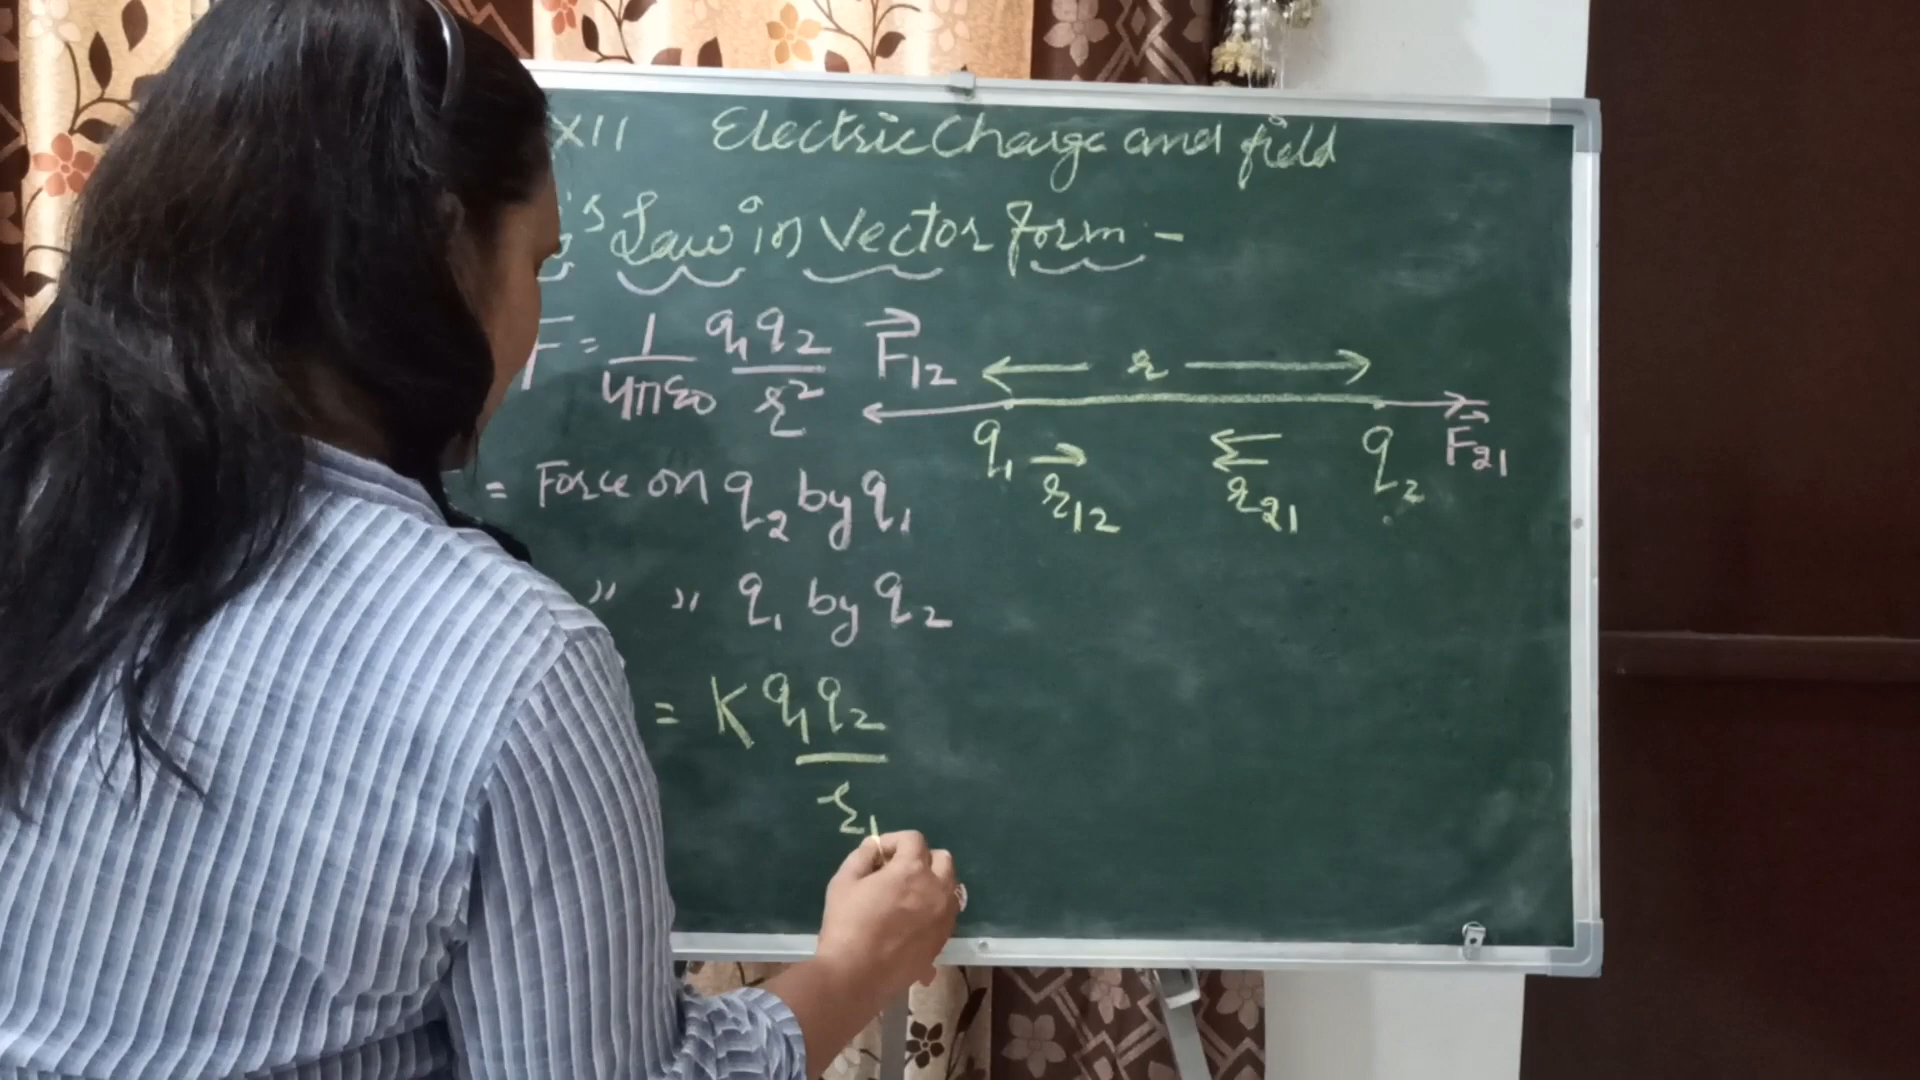 XII Electric Charge and field
's Law in Vector form -
F = 1/4πε0 q1q2/r²
F12
r
F21
q1 r12 r21 q2
= Force on q2 by q1
" " q1 by q2
= K q1q2/r1